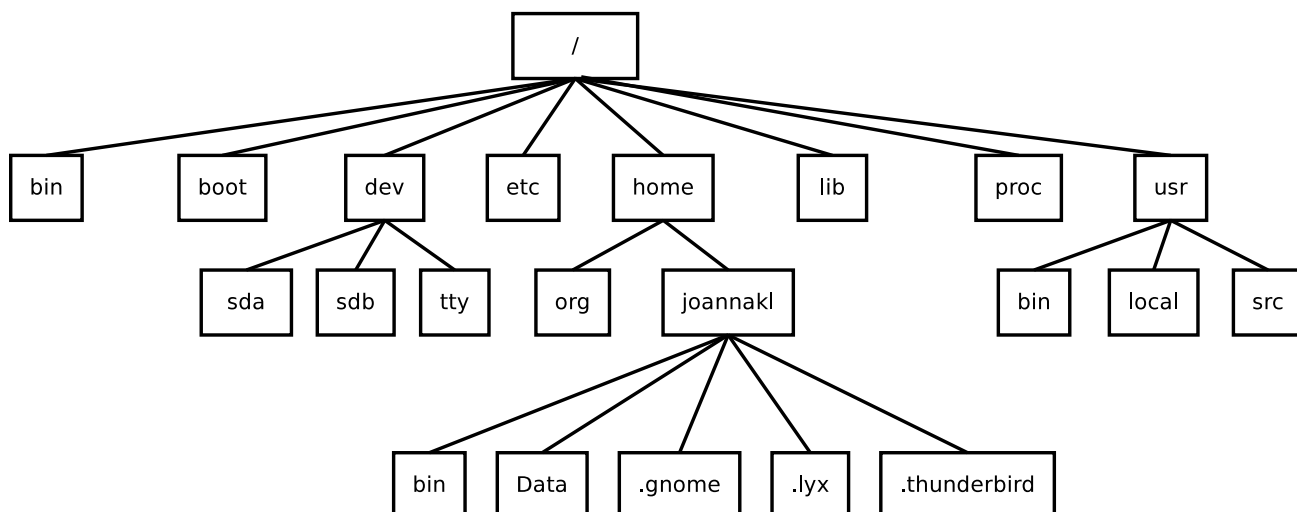 /
bin boot dev etc home lib proc usr
sda sdb tty org joannakl bin local src
bin Data .gnome .lyx .thunderbird